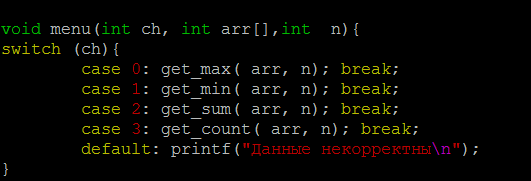 void menu(int ch, int arr[],int  n){
switch (ch){
        case 0: get_max( arr, n); break;
        case 1: get_min( arr, n); break;
        case 2: get_sum( arr, n); break;
        case 3: get_count( arr, n); break;
        default: printf("Данные некорректны\n");
}